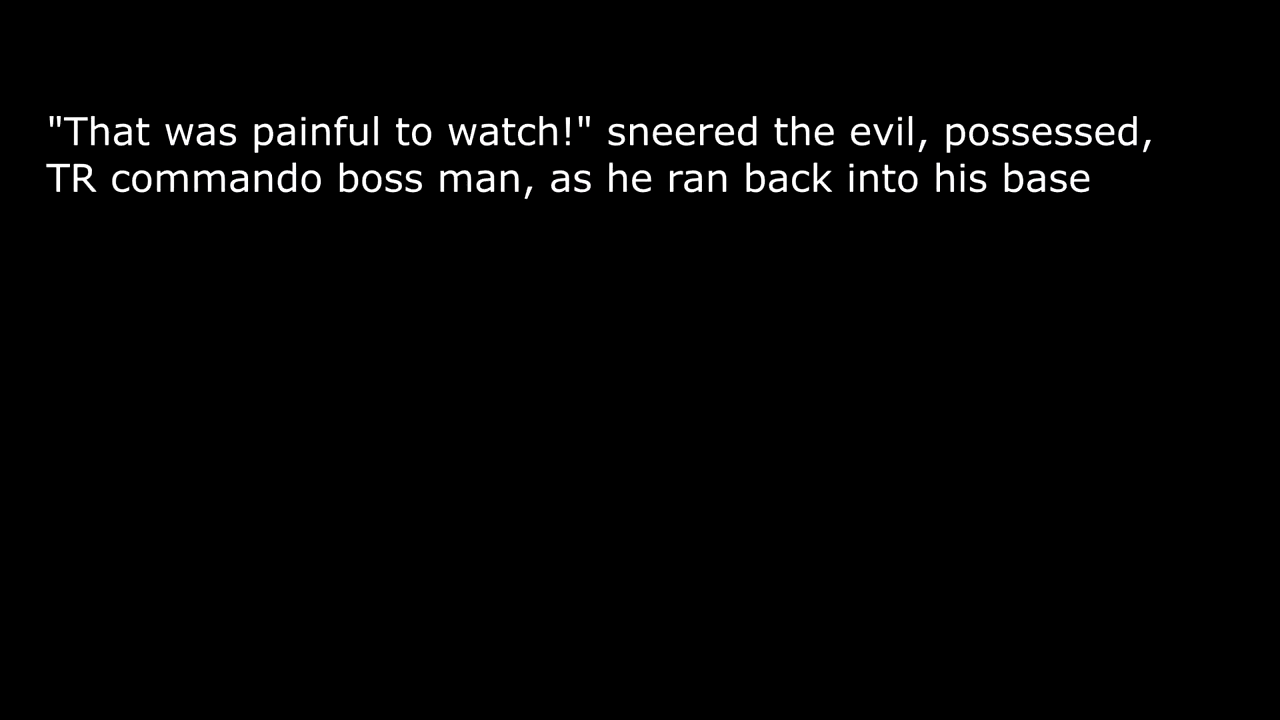 "That was painful to watch!" sneered the evil, possessed,
TR commando boss man, as he ran back into his base